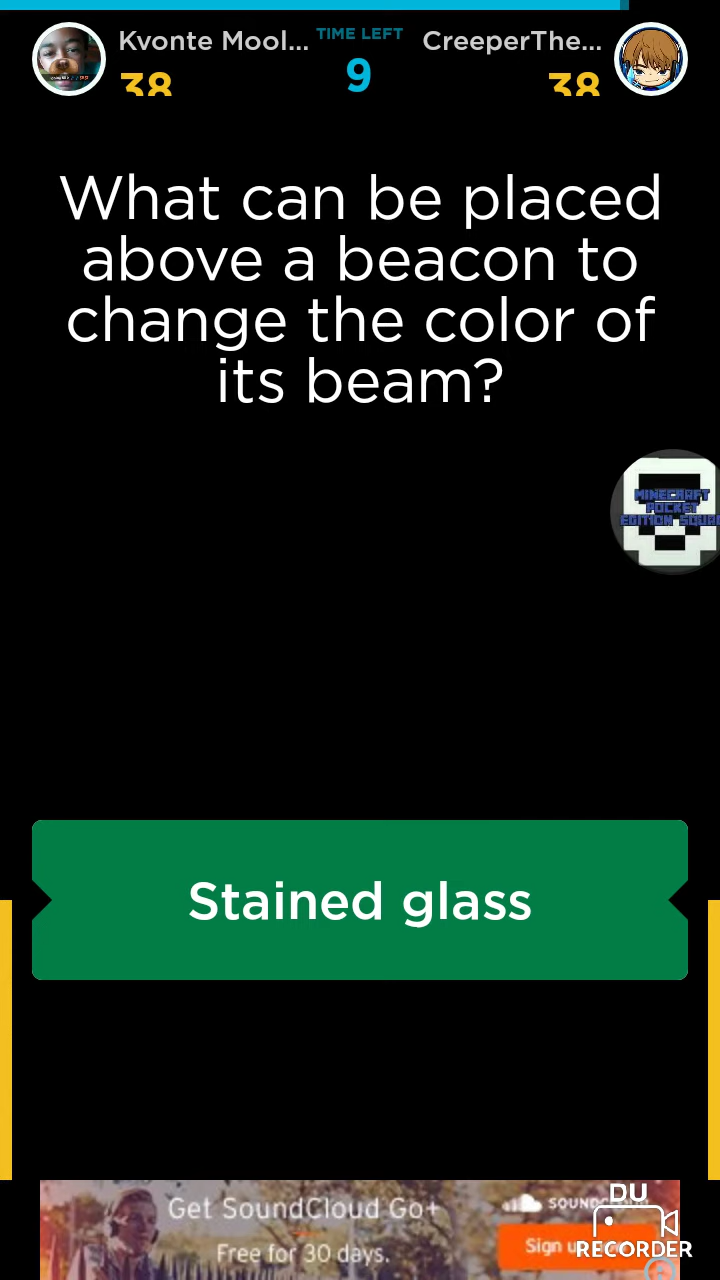 Kvonte Mool...
TIME LEFT
CreeperThe...
38
9
38
What can be placed
above a beacon to
change the color of
its beam?
MINECRAFT
POCKET
EDITION
Stained glass
Get SoundCloud Go+
Free for 30 days.
Sign
DU
RECORDER